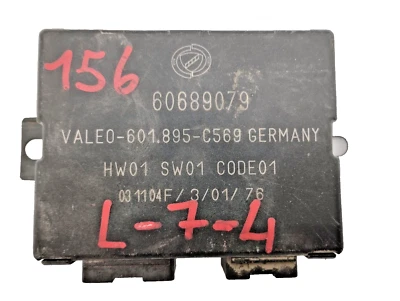 156
60689079
VALEO-601.895-C569 GERMANY
HW01 SW01 CODE01
031104F/3/01/76
L-7-4